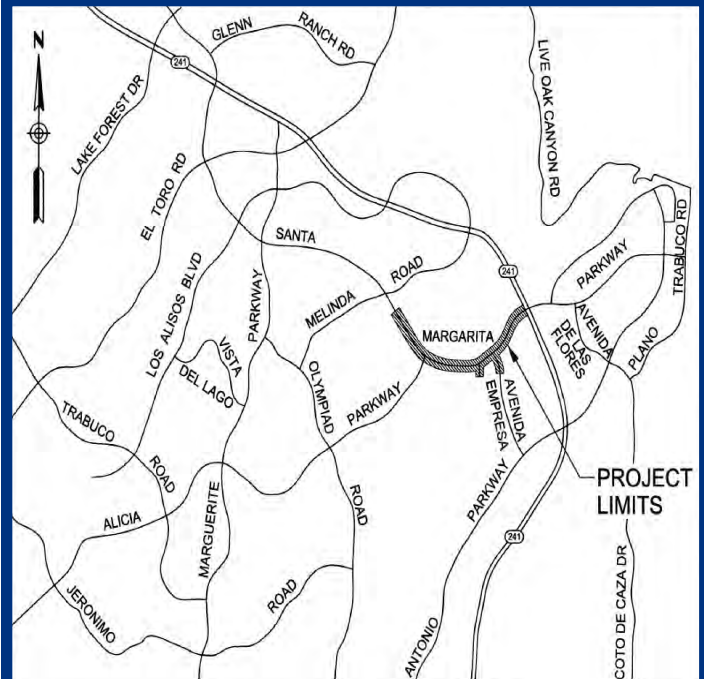 N
GLENN
RANCH RD
241
LAKE FOREST DR
LIVE OAK CANYON RD
EL TORO RD
SANTA
LOS ALISOS BLVD
PARKWAY
MELINDA
ROAD
241
PARKWAY
TRABUCO RD
MARGARITA
AVENIDA
DE LAS
FLORES
PLANO
VISTA
DEL LAGO
OLYMPIAD
PARKWAY
AVENIDA
EMPRESA
TRABUCO
ROAD
PARKWAY
PROJECT
LIMITS
ALICIA
MARGUERITE
ROAD
241
JERONIMO
ROAD
ANTONIO
COTO DE CAZA DR